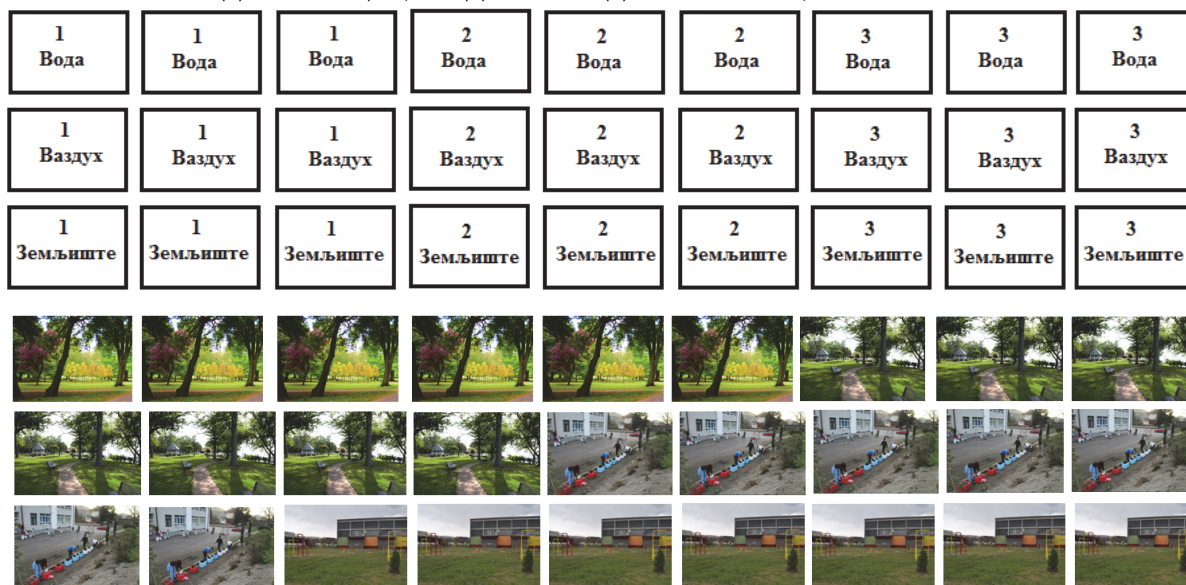 1 1 1 2 2 2 3 3 3
Вода Вода Вода Вода Вода Вода Вода Вода Вода
1 1 1 2 2 2 3 3 3
Ваздух Ваздух Ваздух Ваздух Ваздух Ваздух Ваздух Ваздух Ваздух
1 1 1 2 2 2 3 3 3
Земљиште Земљиште Земљиште Земљиште Земљиште Земљиште Земљиште Земљиште Земљиште